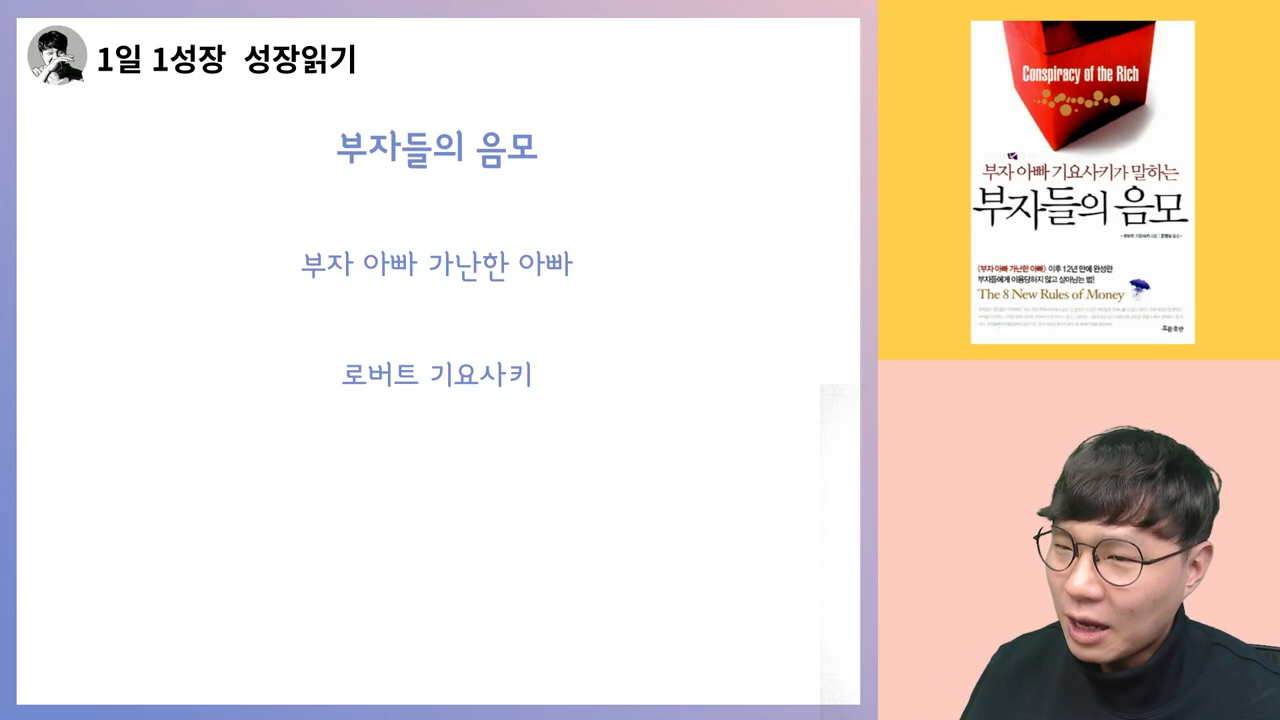 1일 1성장 성장읽기
부자들의 음모
부자 아빠 가난한 아빠
로버트 기요사키
Conspiracy of the Rich
부자 아빠 기요사키가 말하는
부자들의 음모
〈부자 아빠 가난한 아빠〉 이후 12년 만에 완성한
부자들에게 이용당하지 않고 살아남는 법!
The 8 New Rules of Money